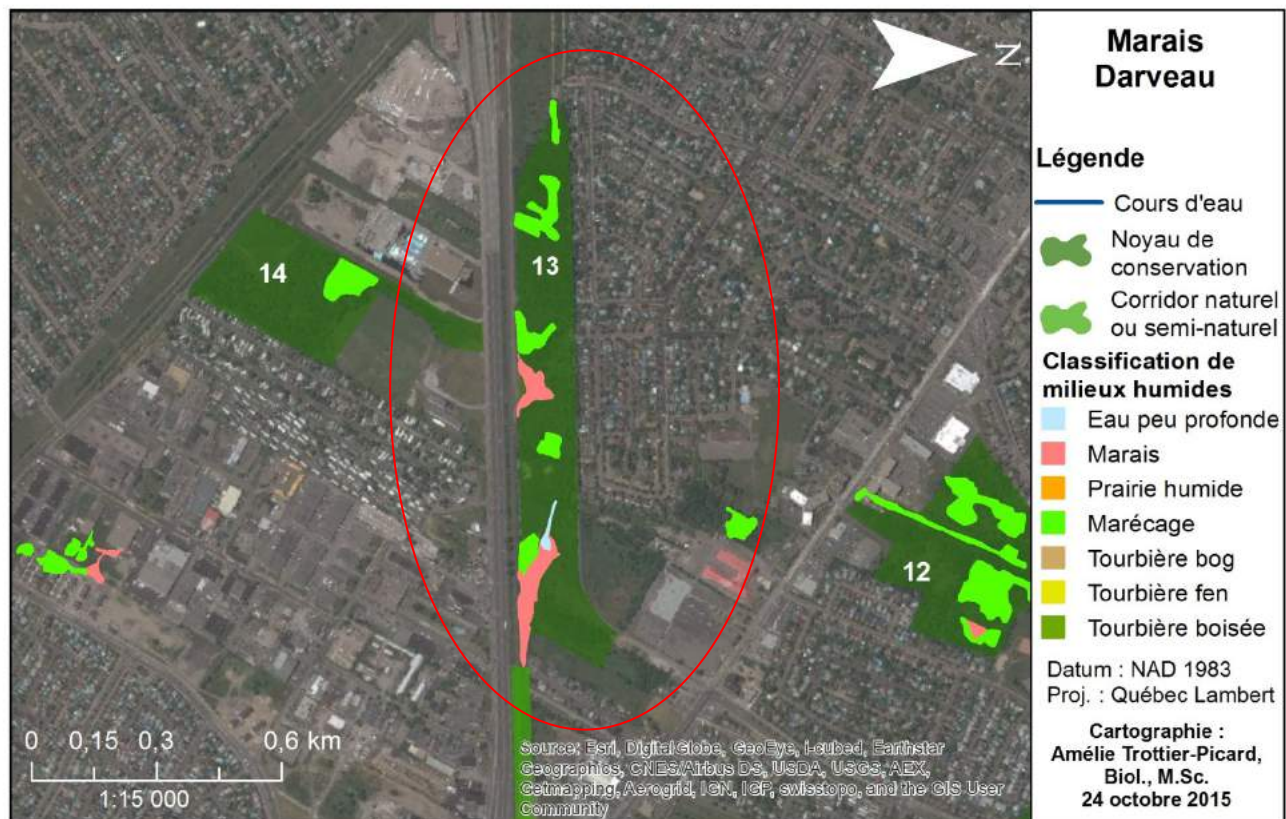 N
14
13
12
0 0,15 0,3 0,6 km
1:15 000
Source: Esri, DigitalGlobe, GeoEye, i-cubed, Earthstar
Geographics, CNES/Airbus DS, USDA, USGS, AEX,
Getmapping, Aerogrid, IGN, IGP, swisstopo, and the GIS User
Community
Marais
Darveau
Légende
Cours d'eau
Noyau de
conservation
Corridor naturel
ou semi-naturel
Classification de
milieux humides
Eau peu profonde
Marais
Prairie humide
Marécage
Tourbière bog
Tourbière fen
Tourbière boisée
Datum : NAD 1983
Proj. : Québec Lambert
Cartographie :
Amélie Trottier-Picard,
Biol., M.Sc.
24 octobre 2015